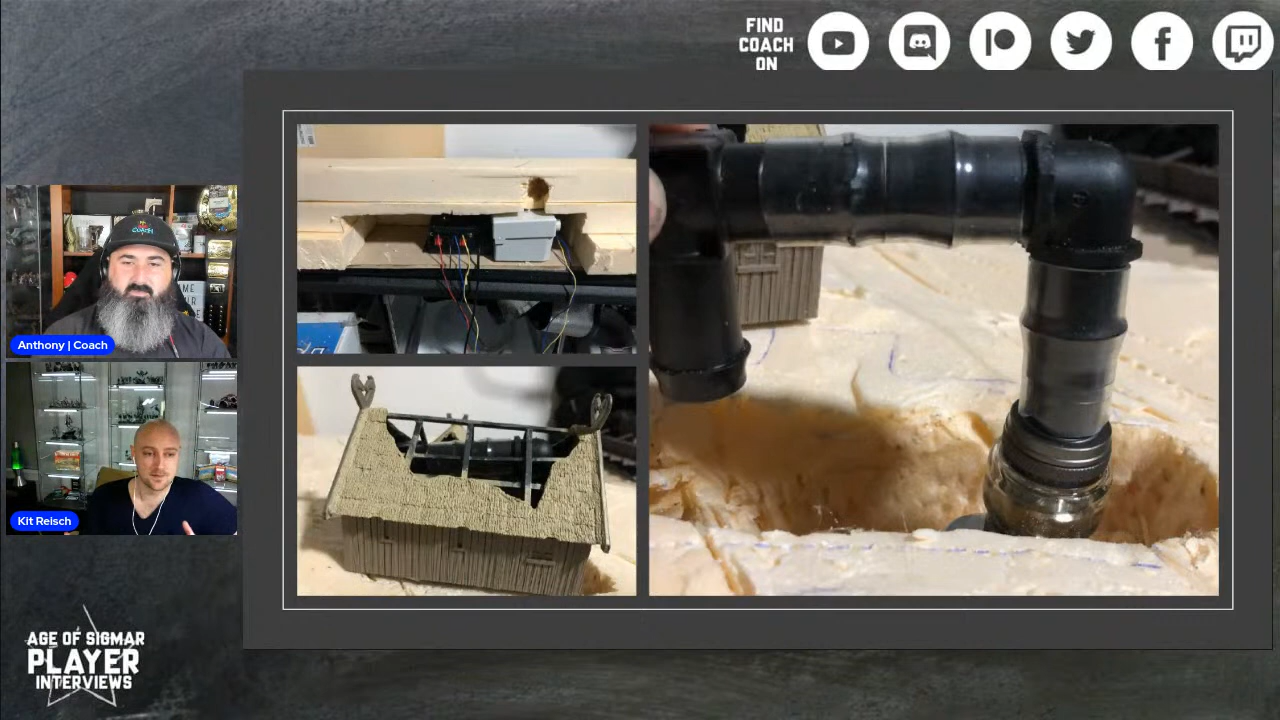 FIND
COACH
ON
Anthony | Coach
Kit Reisch
AGE OF SIGMAR
PLAYER
INTERVIEWS